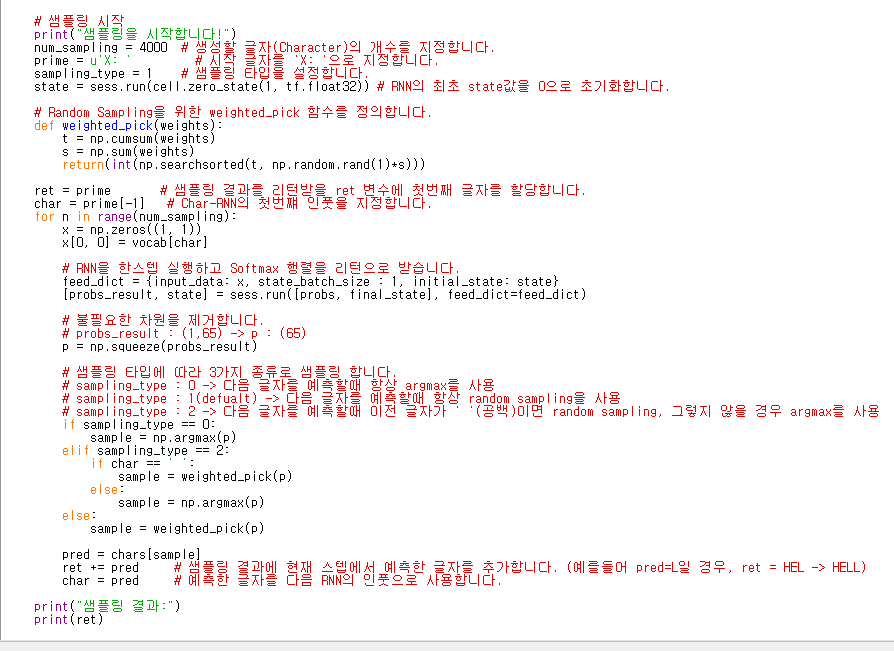 # 샘플링 시작
print("샘플링을 시작합니다!")
num_sampling = 4000  # 생성할 글자(Character)의 개수를 지정합니다.
prime = u'X: '         # 시작 글자를 'X: '으로 지정합니다.
sampling_type = 1    # 샘플링 타입을 설정합니다.
state = sess.run(cell.zero_state(1, tf.float32)) # RNN의 최초 state값을 0으로 초기화합니다.

# Random Sampling을 위한 weighted_pick 함수를 정의합니다.
def weighted_pick(weights):
    t = np.cumsum(weights)
    s = np.sum(weights)
    return(int(np.searchsorted(t, np.random.rand(1)*s)))

ret = prime       # 샘플링 결과를 리턴받을 ret 변수에 첫번째 글자를 할당합니다.
char = prime[-1]   # Char-RNN의 첫번쨰 인풋을 지정합니다.
for n in range(num_sampling):
    x = np.zeros((1, 1))
    x[0, 0] = vocab[char]

    # RNN을 한스텝 실행하고 Softmax 행렬을 리턴으로 받습니다.
    feed_dict = {input_data: x, state_batch_size : 1, initial_state: state}
    [probs_result, state] = sess.run([probs, final_state], feed_dict=feed_dict)

    # 불필요한 차원을 제거합니다.
    # probs_result : (1,65) -> p : (65)
    p = np.squeeze(probs_result)

    # 샘플링 타입에 따라 3가지 종류로 샘플링 합니다.
    # sampling_type : 0 -> 다음 글자를 예측할때 항상 argmax를 사용
    # sampling_type : 1(defualt) -> 다음 글자를 예측할때 항상 random sampling을 사용
    # sampling_type : 2 -> 다음 글자를 예측할때 이전 글자가 ' '(공백)이면 random sampling, 그렇지 않을 경우 argmax를 사용
    if sampling_type == 0:
        sample = np.argmax(p)
    elif sampling_type == 2:
        if char == ' ':
            sample = weighted_pick(p)
        else:
            sample = np.argmax(p)
    else:
        sample = weighted_pick(p)

    pred = chars[sample]
    ret += pred     # 샘플링 결과에 현재 스텝에서 예측한 글자를 추가합니다. (예를들어 pred=L일 경우, ret = HEL -> HELL)
    char = pred     # 예측한 글자를 다음 RNN의 인풋으로 사용합니다.

print("샘플링 결과:")
print(ret)